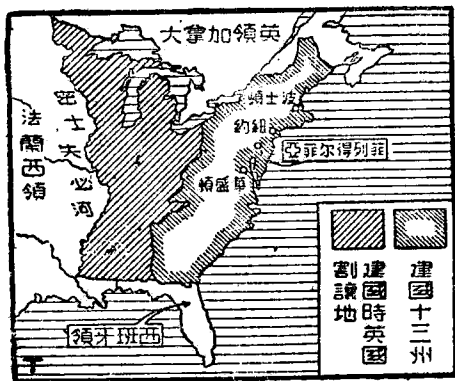 英領加拿大
波士頓
紐約
菲列得尔菲亞
華盛頓
密士失必河
法蘭西領
西班牙領
建國十三州
建國時英國
割讓地
T